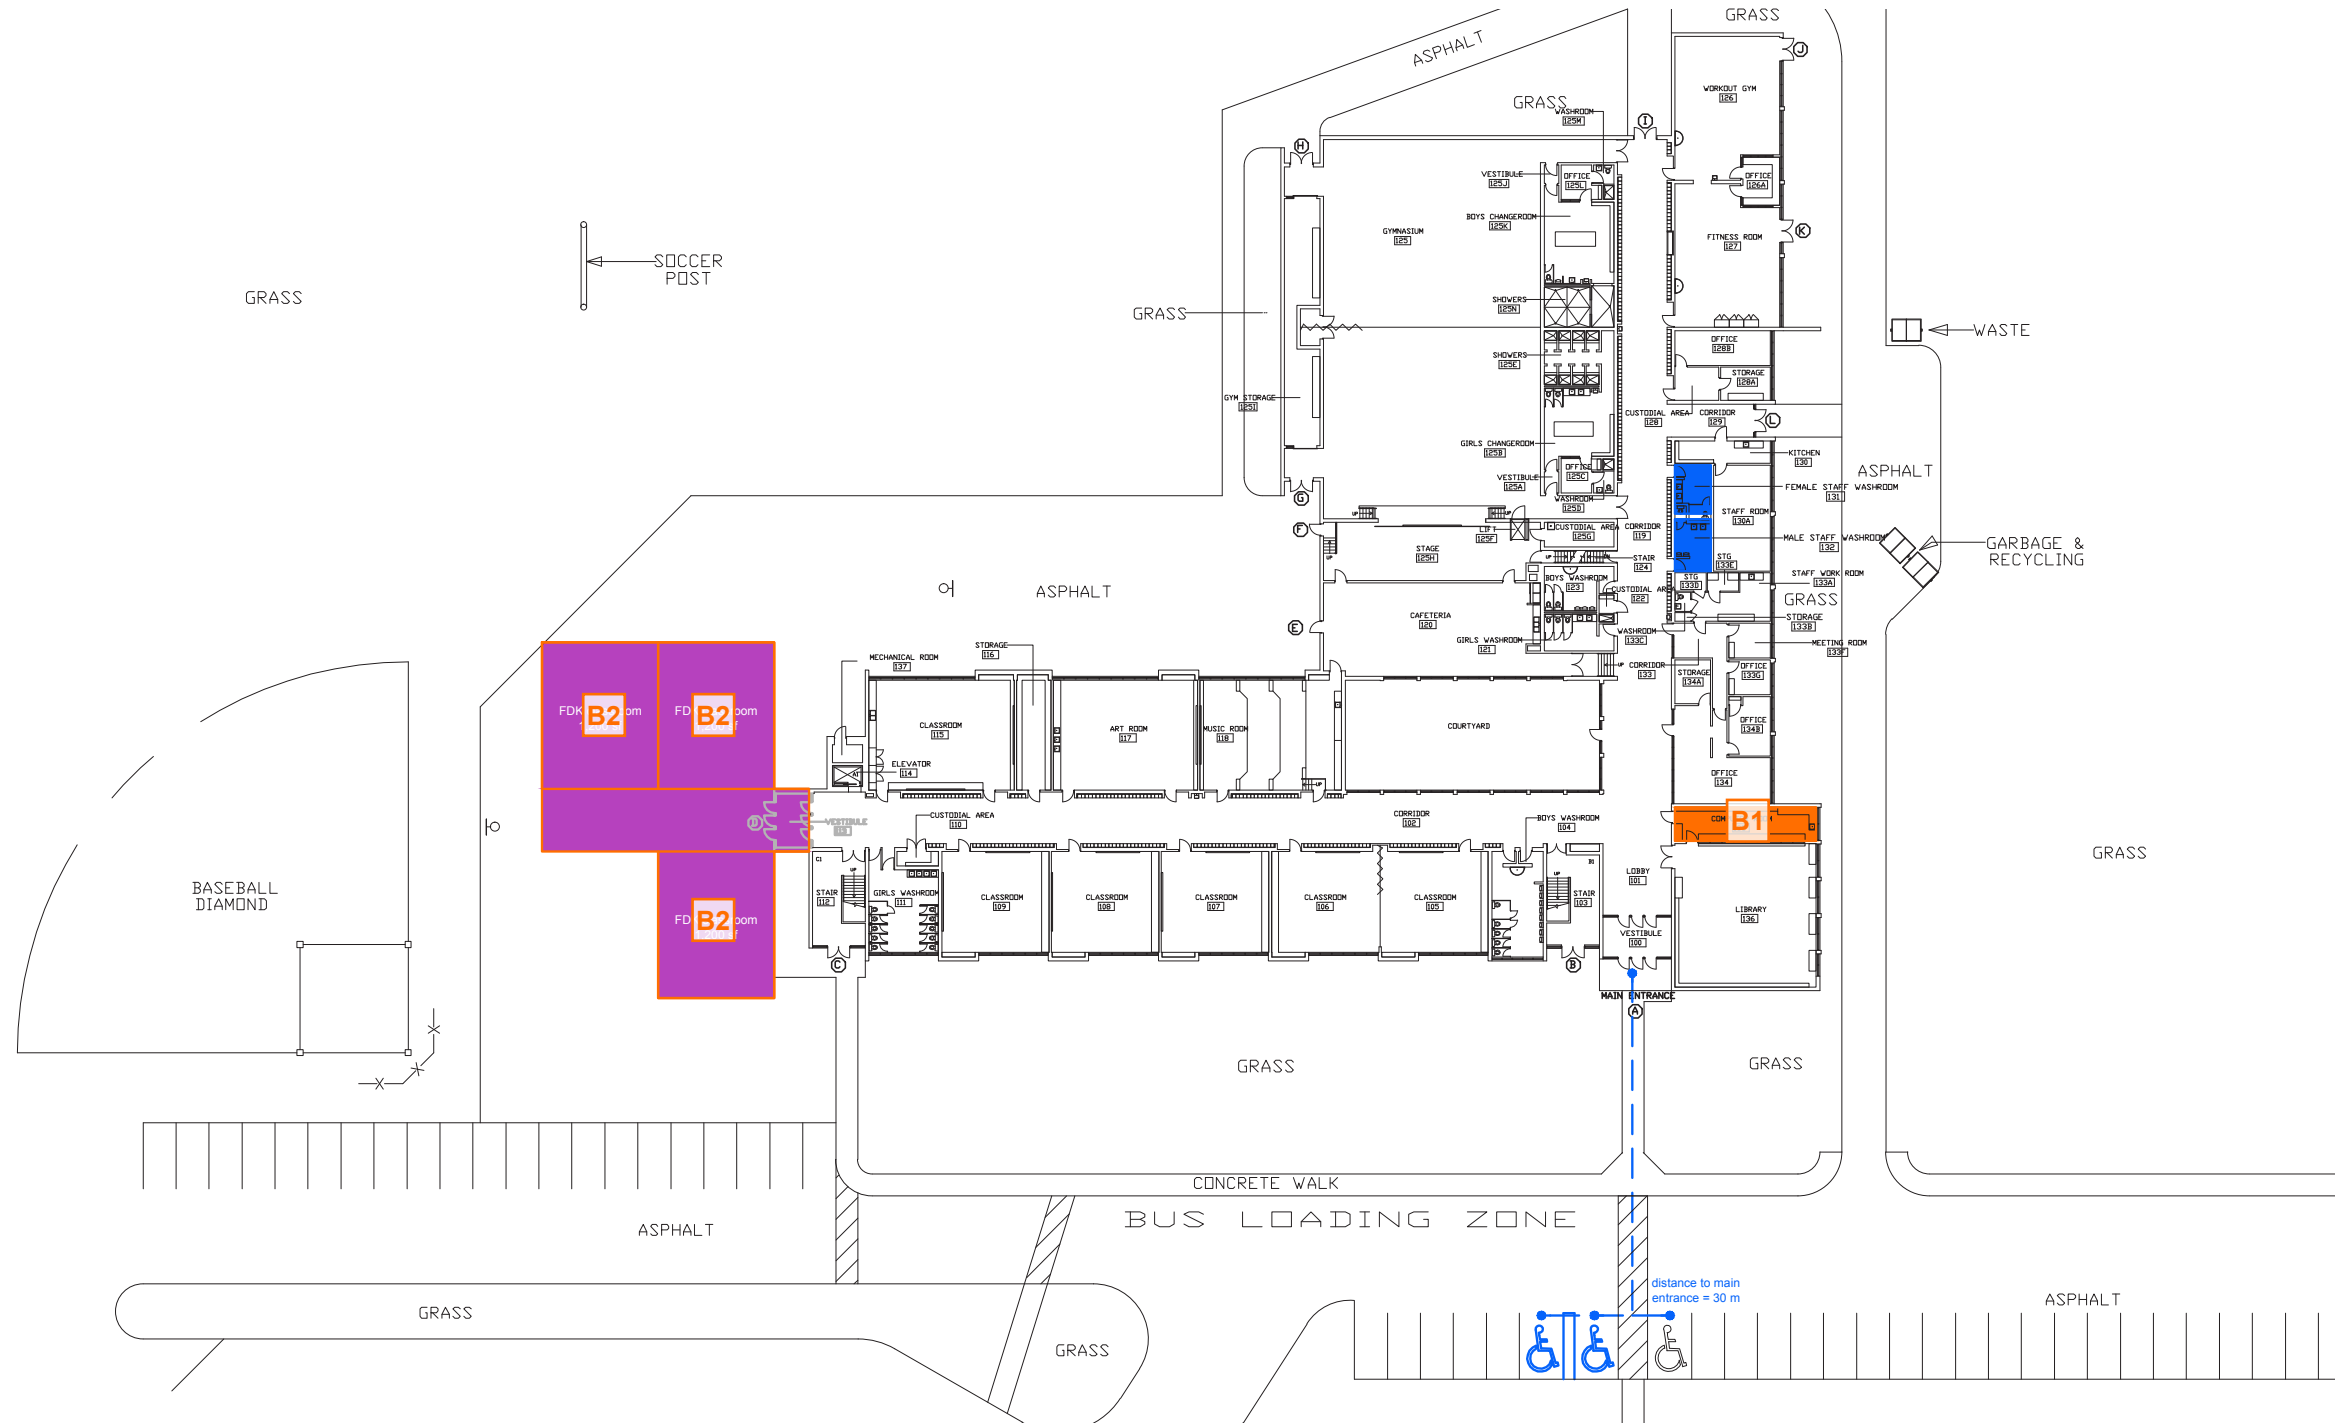 GRASS
ASPHALT
J
WORKOUT GYM
126
GRASS
WASHROOM
125M
I
H
VESTIBULE
125J
OFFICE
125L
OFFICE
126A
BOYS CHANGEROOM
125K
GYMNASIUM
125
FITNESS ROOM
127
K
SOCCER
POST
GRASS
GRASS
SHOWERS
125N
WASTE
OFFICE
128B
SHOWERS
125E
STORAGE
128A
GYM STORAGE
125I
CUSTODIAL AREA
128
CORRIDOR
129
L
GIRLS CHANGEROOM
125B
KITCHEN
130
OFFICE
125C
ASPHALT
VESTIBULE
125A
FEMALE STAFF WASHROOM
131
G
WASHROOM
125D
UP
UP
STAFF ROOM
130A
F
LIFT
125F
CUSTODIAL AREA
125G
CORRIDOR
119
MALE STAFF WASHROOM
132
GARBAGE &
RECYCLING
STAGE
125H
UP
UP
STAIR
124
STG
133E
STAFF WORK ROOM
133A
BOYS WASHROOM
123
STG
133D
CUSTODIAL AREA
122
ASPHALT
GRASS
CAFETERIA
120
STORAGE
133B
E
GIRLS WASHROOM
121
WASHROOM
133C
MEETING ROOM
133F
STORAGE
116
MECHANICAL ROOM
137
UP
CORRIDOR
133
STORAGE
134A
OFFICE
133G
B2
B2
CLASSROOM
115
ART ROOM
117
MUSIC ROOM
118
COURTYARD
OFFICE
134B
ELEVATOR
114
UP
OFFICE
134
VESTIBULE
113
D
CUSTODIAL AREA
110
CORRIDOR
102
BOYS WASHROOM
104
B1
C1
UP
STAIR
112
GIRLS WASHROOM
111
CLASSROOM
109
CLASSROOM
108
CLASSROOM
107
CLASSROOM
106
CLASSROOM
105
B1
UP
STAIR
103
LOBBY
101
LIBRARY
136
VESTIBULE
100
GRASS
BASEBALL
DIAMOND
B2
C
B
MAIN ENTRANCE
A
GRASS
GRASS
CONCRETE WALK
BUS LOADING ZONE
ASPHALT
distance to main
entrance = 30 m
GRASS
ASPHALT
GRASS